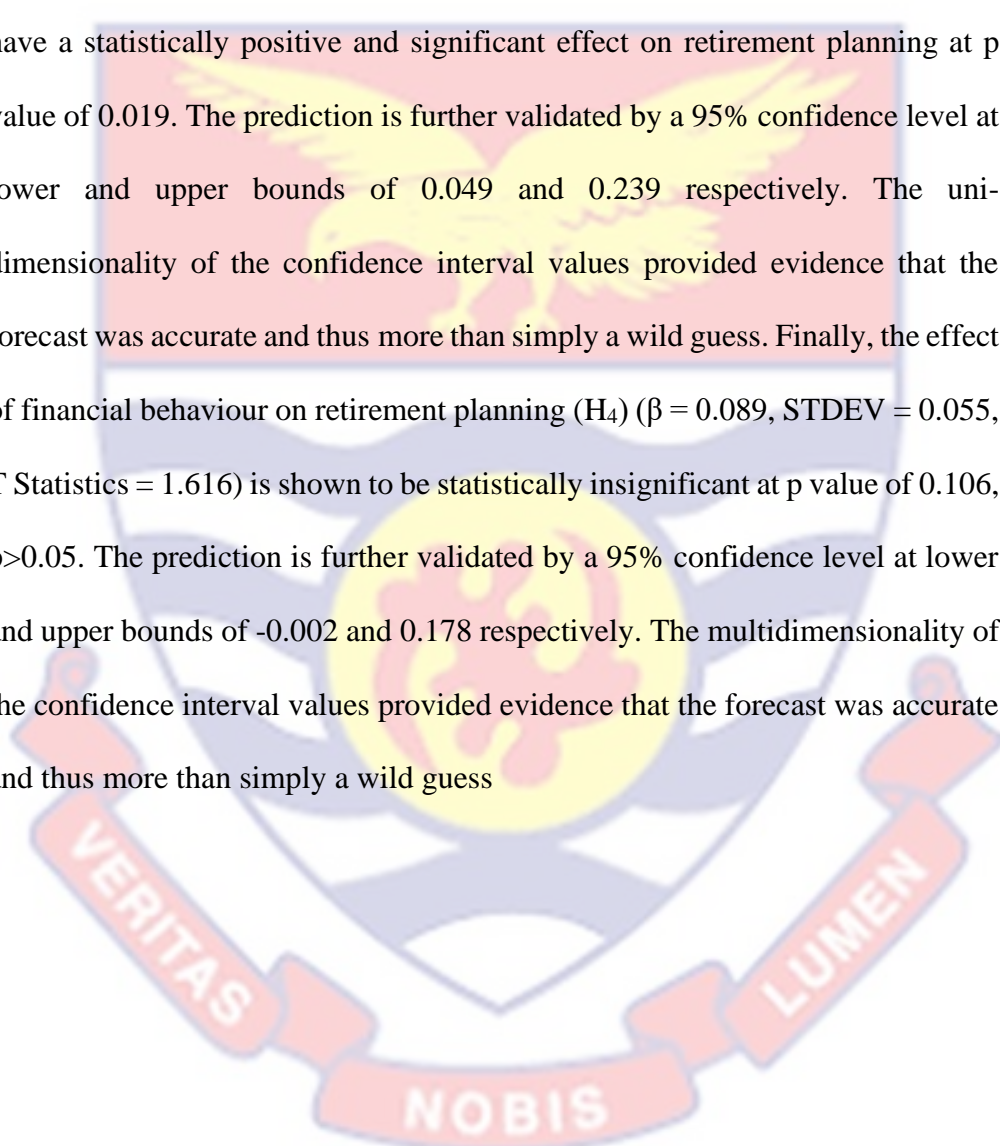 have a statistically positive and significant effect on retirement planning at p
value of 0.019. The prediction is further validated by a 95% confidence level at
lower and upper bounds of 0.049 and 0.239 respectively. The uni-
dimensionality of the confidence interval values provided evidence that the
forecast was accurate and thus more than simply a wild guess. Finally, the effect
of financial behaviour on retirement planning (H₄) (β = 0.089, STDEV = 0.055,
T Statistics = 1.616) is shown to be statistically insignificant at p value of 0.106,
p>0.05. The prediction is further validated by a 95% confidence level at lower
and upper bounds of -0.002 and 0.178 respectively. The multidimensionality of
the confidence interval values provided evidence that the forecast was accurate
and thus more than simply a wild guess
VERITAS
NOBIS
LUMEN